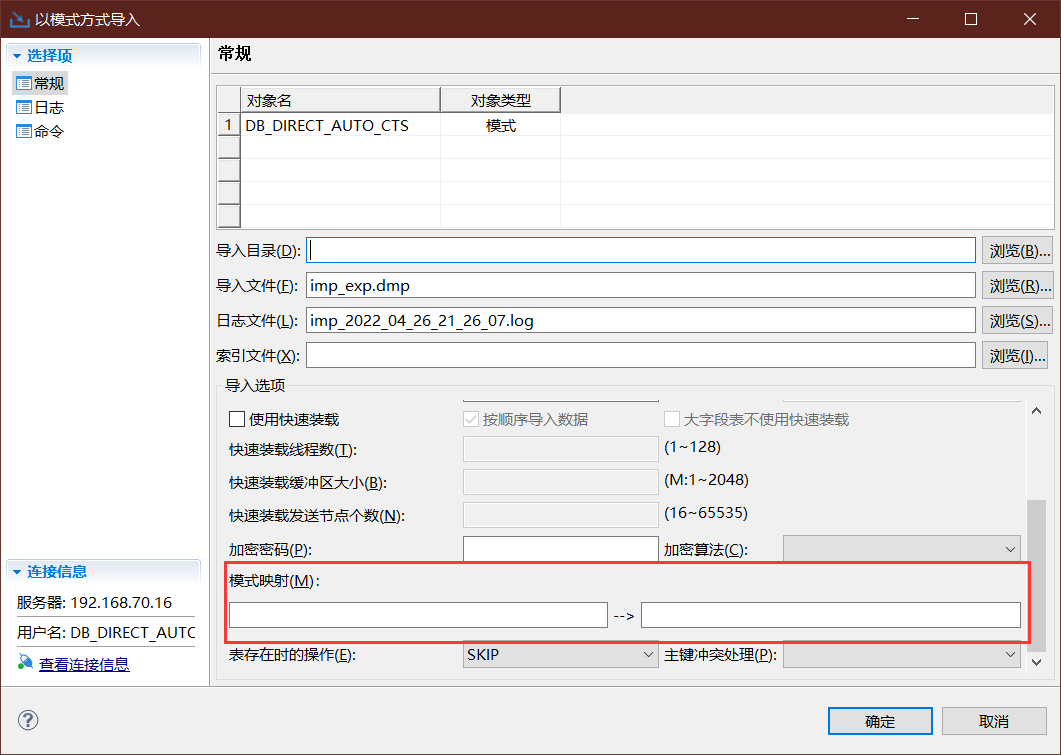 以模式方式导入
选择项
常规
日志
命令
连接信息
服务器: 192.168.70.16
用户名: DB_DIRECT_AUTC
查看连接信息
常规
对象名 对象类型
1 DB_DIRECT_AUTO_CTS 模式
导入目录(D): 浏览(B)...
导入文件(F): imp_exp.dmp 浏览(R)...
日志文件(L): imp_2022_04_26_21_26_07.log 浏览(S)...
索引文件(X): 浏览(I)...
导入选项
使用快速装载 按顺序导入数据 大字段表不使用快速装载
快速装载线程数(T): (1~128)
快速装载缓冲区大小(B): (M:1~2048)
快速装载发送节点个数(N): (16~65535)
加密密码(P): 加密算法(C):
模式映射(M):
-->
表存在时的操作(E): SKIP 主键冲突处理(P):
确定 取消